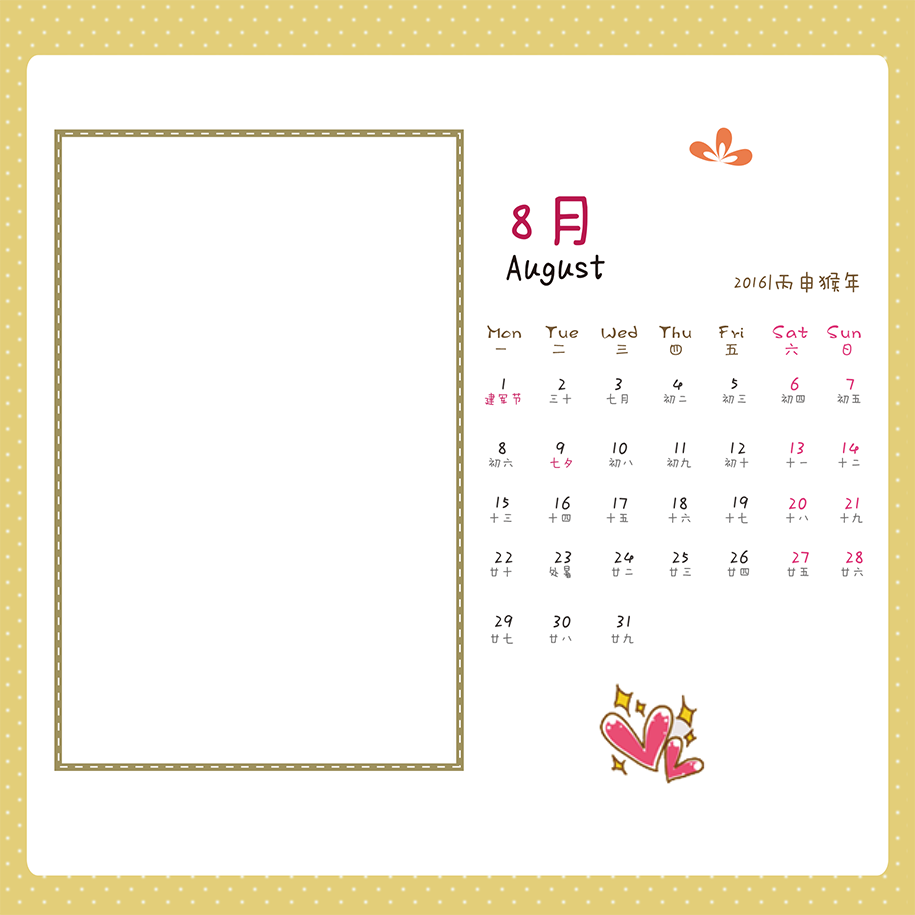 8月
August
2016|丙申猴年
Mon Tue Wed Thu Fri Sat Sun
一 二 三 四 五 六 日
1 2 3 4 5 6 7
建军节 三十 七月 初二 初三 初四 初五
8 9 10 11 12 13 14
初六 七夕 初八 初九 初十 十一 十二
15 16 17 18 19 20 21
十三 十四 十五 十六 十七 十八 十九
22 23 24 25 26 27 28
廿十 处暑 廿二 廿三 廿四 廿五 廿六
29 30 31
廿七 廿八 廿九